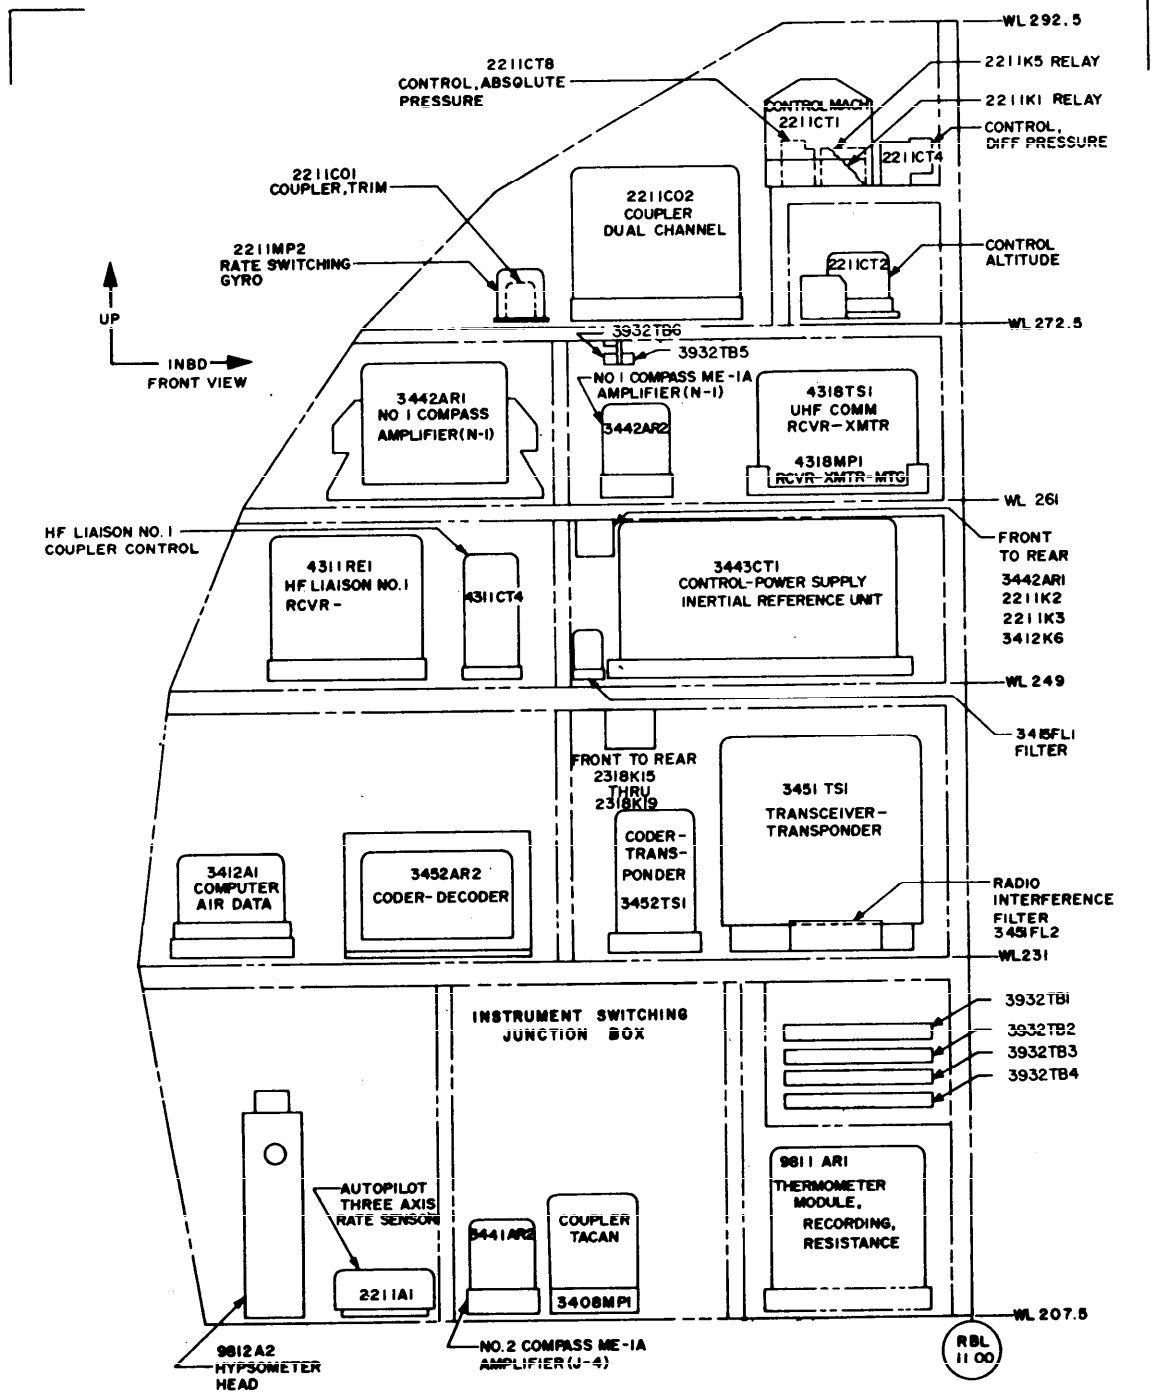 WL 292.5
2211CT8
CONTROL, ABSOLUTE
PRESSURE
2211K5 RELAY
2211K1 RELAY
CONTROL MACH
2211CT1
CONTROL,
DIFF PRESSURE
2211CT4
2211CO1
COUPLER, TRIM
2211CO2
COUPLER
DUAL CHANNEL
2211MP2
RATE SWITCHING
GYRO
2211CT2
CONTROL
ALTITUDE
UP
INBD
FRONT VIEW
WL 272.5
3932TB6
3932TB5
NO 1 COMPASS ME-1A
AMPLIFIER (N-1)
3442AR1
NO 1 COMPASS
AMPLIFIER (N-1)
3442AR2
4318TS1
UHF COMM
RCVR-XMTR
4318MP1
RCVR-XMTR-MTG
WL 261
HF LIAISON NO. 1
COUPLER CONTROL
FRONT
TO REAR
3442AR1
2211K2
2211K3
3412K6
4311RE1
HF LIAISON NO. 1
RCVR-
4311CT4
3443CT1
CONTROL-POWER SUPPLY
INERTIAL REFERENCE UNIT
WL 249
3415FL1
FILTER
FRONT TO REAR
2318K15
THRU
2318K19
3451 TS1
TRANSCEIVER-
TRANSPONDER
CODER-
TRANS-
PONDER
3452TS1
3412A1
COMPUTER
AIR DATA
3452AR2
CODER-DECODER
RADIO
INTERFERENCE
FILTER
3451FL2
WL231
INSTRUMENT SWITCHING
JUNCTION BOX
3932TB1
3932TB2
3932TB3
3932TB4
9811 AR1
THERMOMETER
MODULE,
RECORDING,
RESISTANCE
AUTOPILOT
THREE AXIS
RATE SENSOR
2211A1
3441AR2
COUPLER
TACAN
3408MP1
WL 207.5
9812A2
HYPSOMETER
HEAD
NO. 2 COMPASS ME-1A
AMPLIFIER (J-4)
RBL
11 00